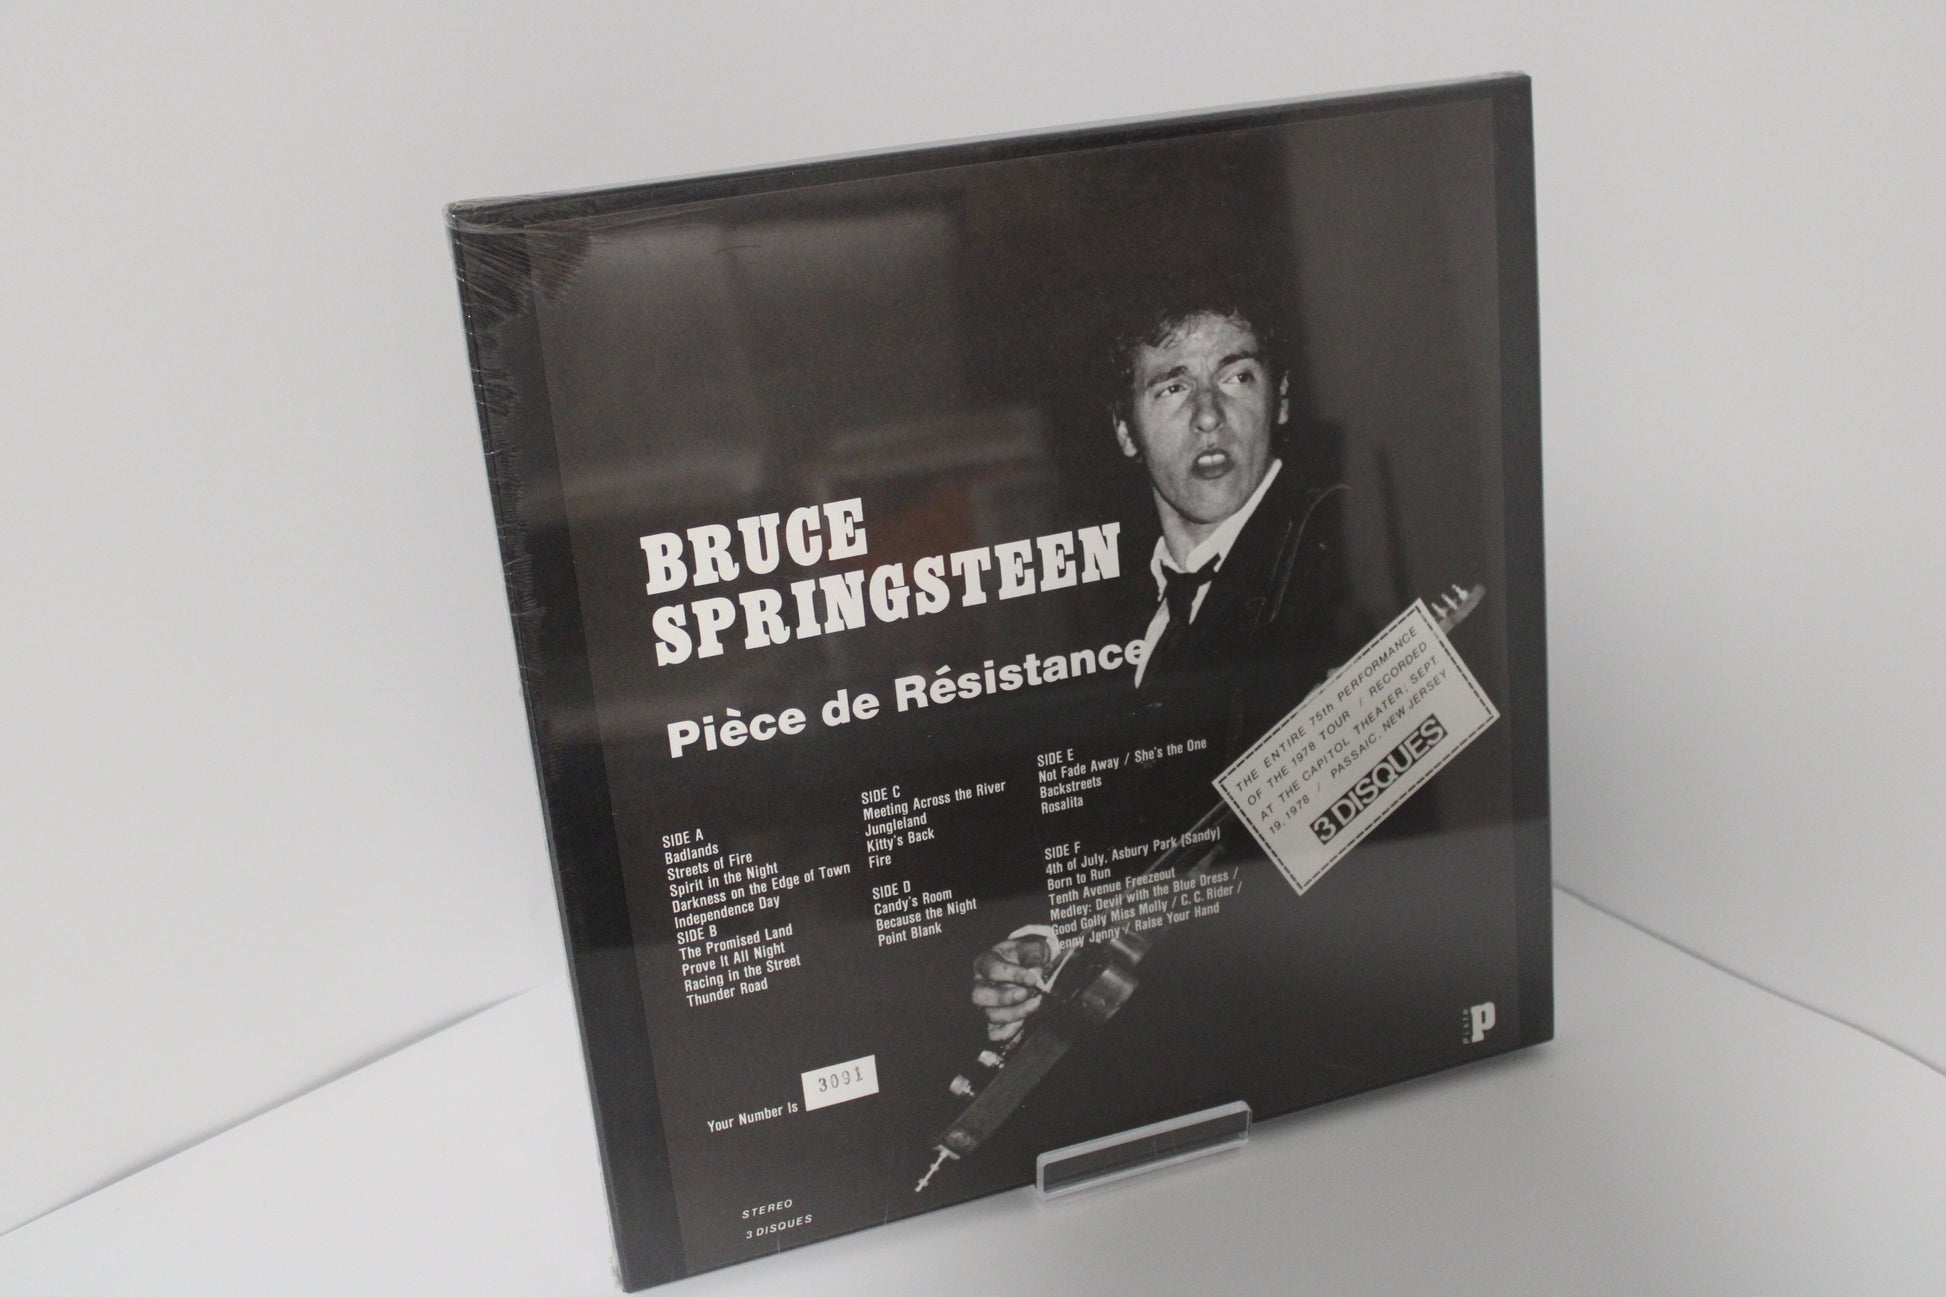 BRUCE
SPRINGSTEEN
Pièce de Résistance
SIDE A
Badlands
Streets of Fire
Spirit in the Night
Darkness on the Edge of Town
Independence Day
SIDE B
The Promised Land
Prove It All Night
Racing in the Street
Thunder Road
SIDE C
Meeting Across the River
Jungleland
Kitty's Back
Fire
SIDE D
Candy's Room
Because the Night
Point Blank
SIDE E
Not Fade Away / She's the One
Backstreets
Rosalita
SIDE F
4th of July, Asbury Park (Sandy)
Born to Run
Tenth Avenue Freezeout
Medley: Devil with the Blue Dress /
Good Golly Miss Molly / C. C. Rider /
Jenny Jenny / Raise Your Hand
THE ENTIRE 75th PERFORMANCE
OF THE 1978 TOUR / RECORDED
AT THE CAPITOL THEATER: SEPT.
19, 1978 / PASSAIC, NEW JERSEY
3 DISQUES
Your Number Is 3091
STEREO
3 DISQUES
Piste P